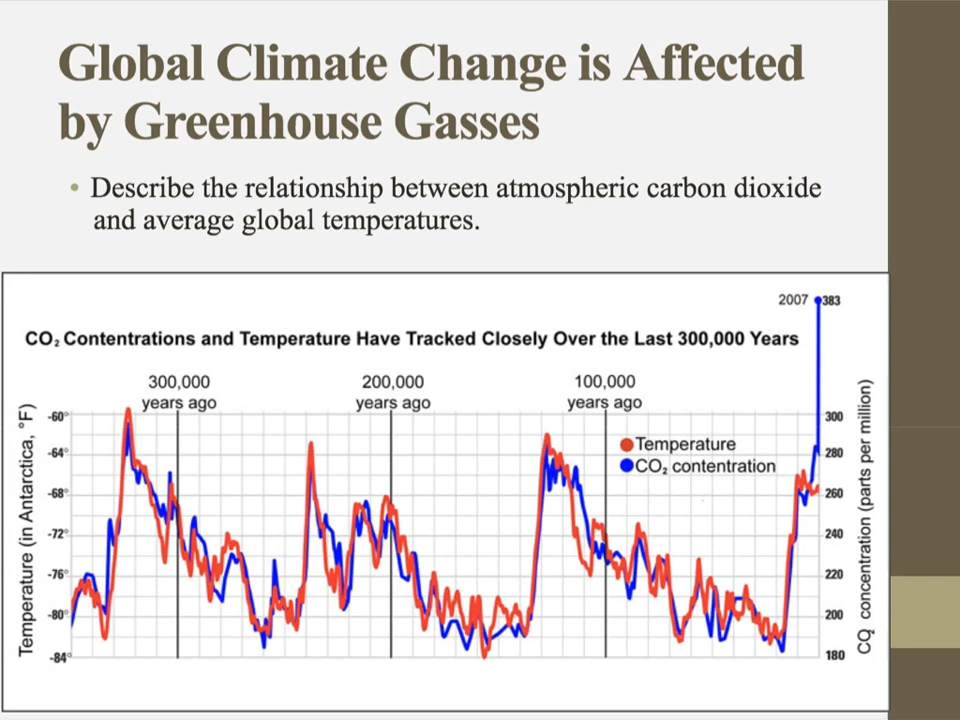 Global Climate Change is Affected
by Greenhouse Gasses
• Describe the relationship between atmospheric carbon dioxide
and average global temperatures.
2007 383
CO₂ Contentrations and Temperature Have Tracked Closely Over the Last 300,000 Years
300,000
years ago
200,000
years ago
100,000
years ago
Temperature (in Antarctica, °F)
-60°
-64°
-68°
-72°
-76°
-80°
-84°
Temperature
CO₂ contentration
300
280
260
240
220
200
180
CO₂ concentration (parts per million)